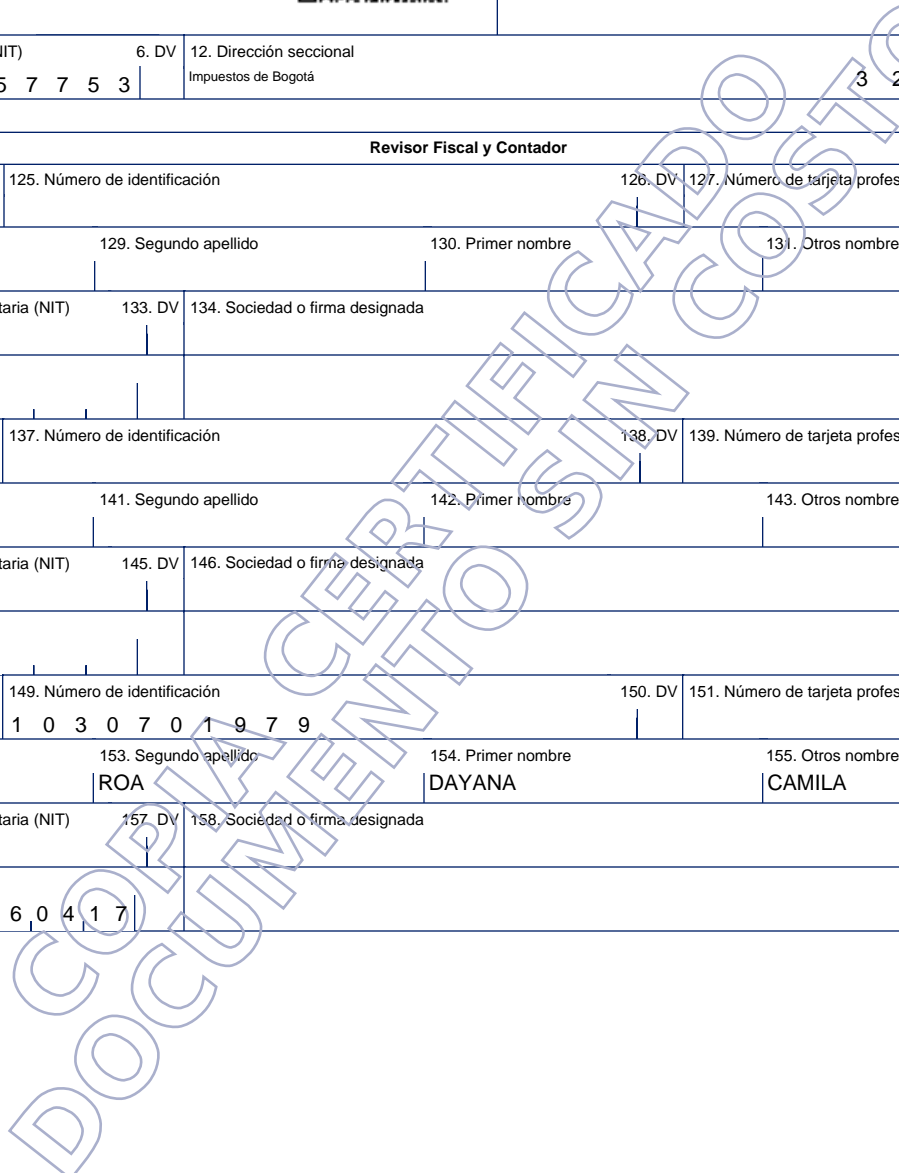 NIT) 6. DV 12. Dirección seccional
5 7 7 5 3 Impuestos de Bogotá 3 2
Revisor Fiscal y Contador
125. Número de identificación 126. DV 127. Número de tarjeta profes
129. Segundo apellido 130. Primer nombre 131. Otros nombre
taria (NIT) 133. DV 134. Sociedad o firma designada
137. Número de identificación 138. DV 139. Número de tarjeta profes
141. Segundo apellido 142. Primer nombre 143. Otros nombre
taria (NIT) 145. DV 146. Sociedad o firma designada
149. Número de identificación 150. DV 151. Número de tarjeta profes
1 0 3 0 7 0 1 9 7 9
153. Segundo apellido 154. Primer nombre 155. Otros nombre
ROA DAYANA CAMILA
taria (NIT) 157. DV 158. Sociedad o firma designada
6 0 4 1 7
COPIA CERTIFICADO
DOCUMENTO SIN COSTO